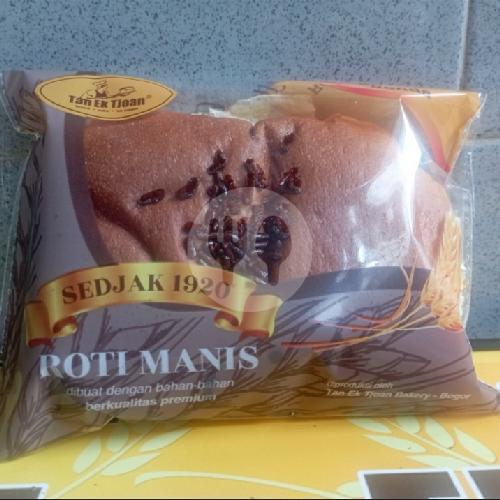 Tan Ek Tjoan®
SEDJAK 1920
ROTI MANIS
dibuat dengan bahan-bahan
berkualitas premium
Diproduksi oleh
Tan Ek Tjoan Bakery - Bogor